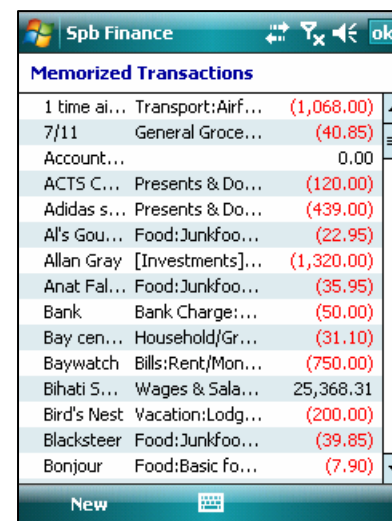 Spb Finance ok
Memorized Transactions
1 time ai... Transport:Airf... (1,068.00)
7/11 General Groce... (40.85)
Account... 0.00
ACTS C... Presents & Do... (120.00)
Adidas s... Presents & Do... (439.00)
Al's Gou... Food:Junkfoo... (22.95)
Allan Gray [Investments]... (1,320.00)
Anat Fal... Food:Junkfoo... (35.95)
Bank Bank Charge:... (50.00)
Bay cen... Household/Gr... (31.10)
Baywatch Bills:Rent/Mon... (750.00)
Bihati S... Wages & Sala... 25,368.31
Bird's Nest Vacation:Lodg... (200.00)
Blacksteer Food:Junkfoo... (39.85)
Bonjour Food:Basic fo... (7.90)
New